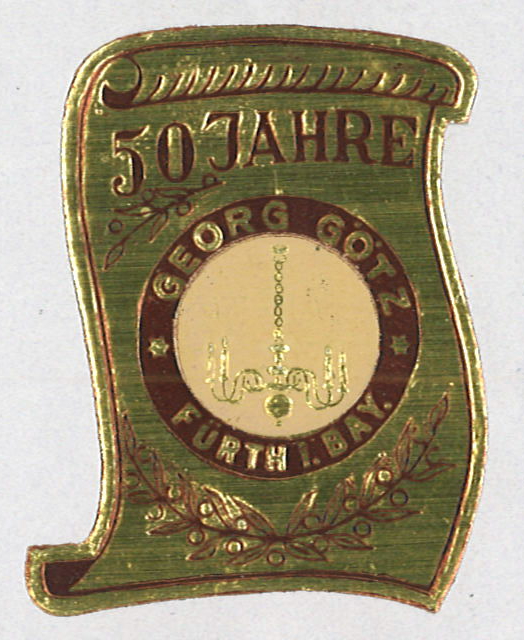 50 JAHRE
GEORG GÖTZ
FÜRTH I. BAY.